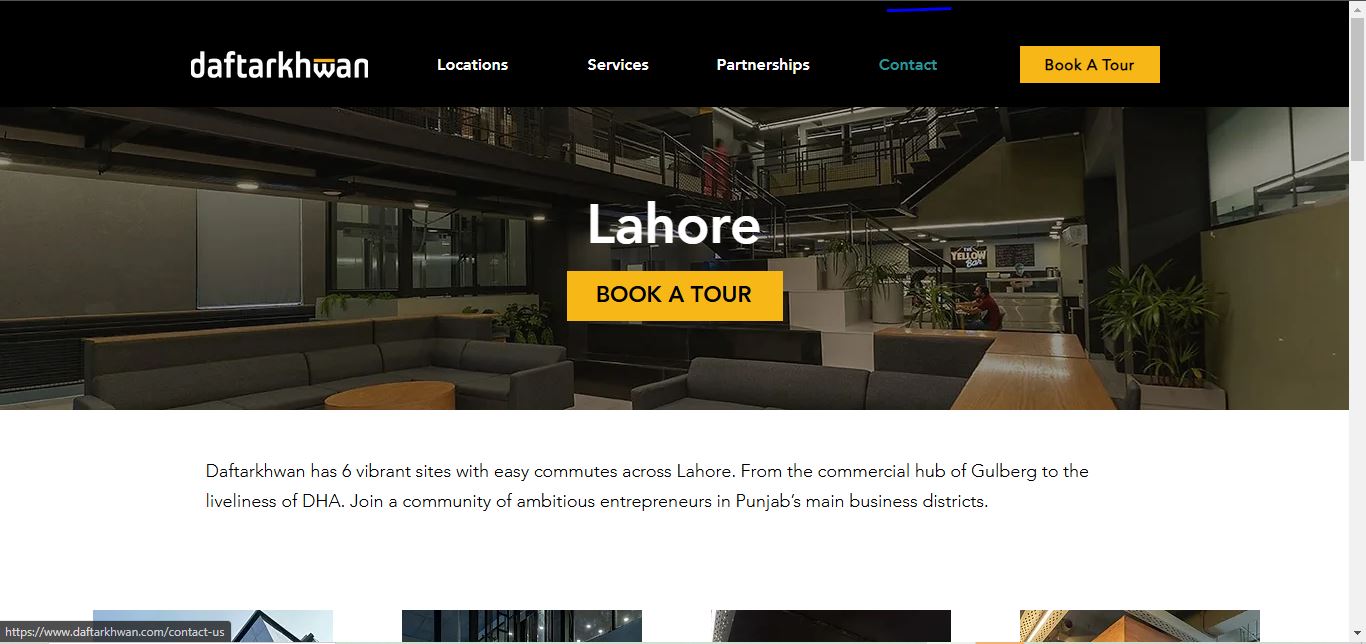 daftarkhwan
Locations
Services
Partnerships
Contact
Book A Tour
Lahore
THE
YELLOW
Bar
BOOK A TOUR
Daftarkhwan has 6 vibrant sites with easy commutes across Lahore. From the commercial hub of Gulberg to the
liveliness of DHA. Join a community of ambitious entrepreneurs in Punjab’s main business districts.
https://www.daftarkhwan.com/contact-us